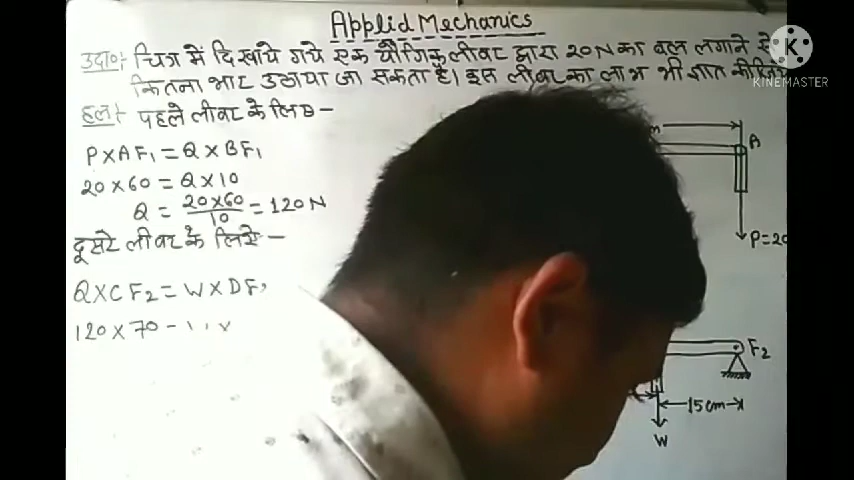 Applid Mechanics
उदा०:- चित्र में दिखाये गये एक यौगिक लीवर द्वारा 20N का बल लगाने से
कितना भार उठाया जा सकता है। इस लीवर का लाभ भी ज्ञात कीजिये
हल:- पहले लीवर के लिए -
P×AF₁ = Q×BF₁
20×60 = Q×10
Q = 20×60/10 = 120N
दूसरे लीवर के लिये -
Q×CF₂ = W×DF₂
120×70 =
A
P=20
F₂
15cm
W
K
KINEMASTER